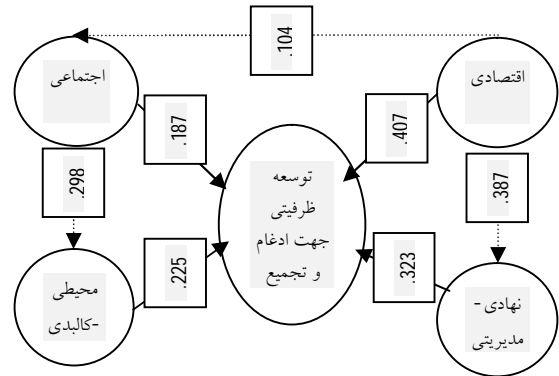 .104
اقتصادی
اجتماعی
.407
.187
توسعه
ظرفیتی
جهت ادغام
و تجمیع
.387
.298
.323
.225
نهادی-
مدیریتی
محیطی
-کالبدی